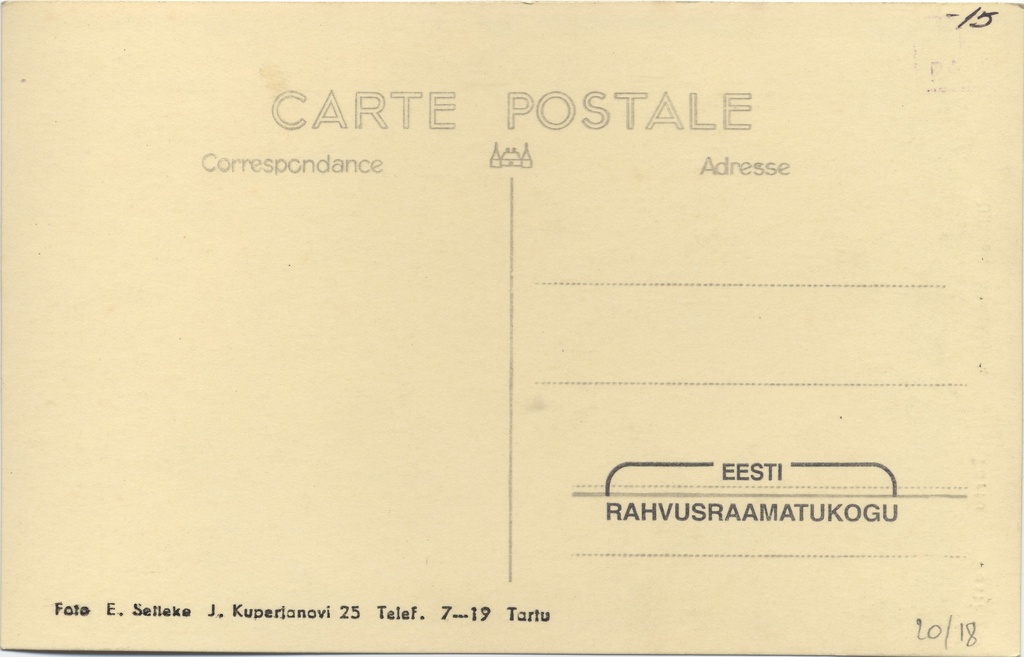 -15
CARTE POSTALE
Correspondance
Adresse
EESTI
RAHVUSRAAMATUKOGU
Foto E. Selleke J. Kuperjanovi 25 Telef. 7—19 Tartu
20/18